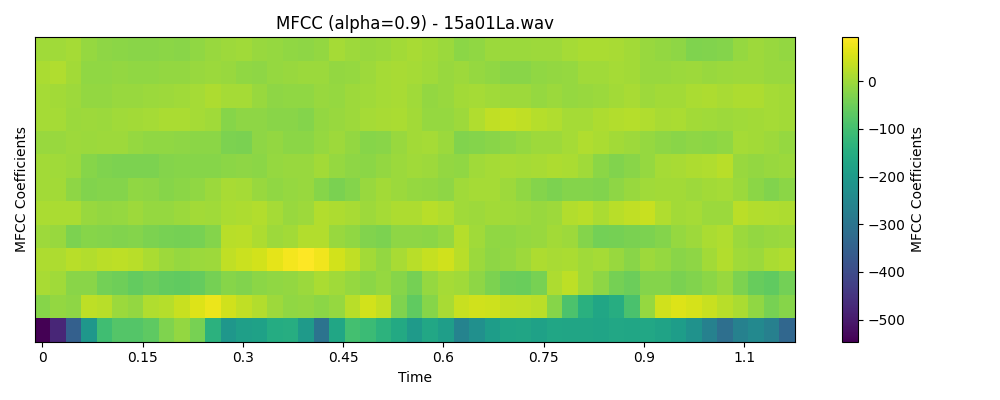 MFCC (alpha=0.9) - 15a01La.wav
MFCC Coefficients
0 0.15 0.3 0.45 0.6 0.75 0.9 1.1
Time
0
−100
−200
−300
−400
−500
MFCC Coefficients